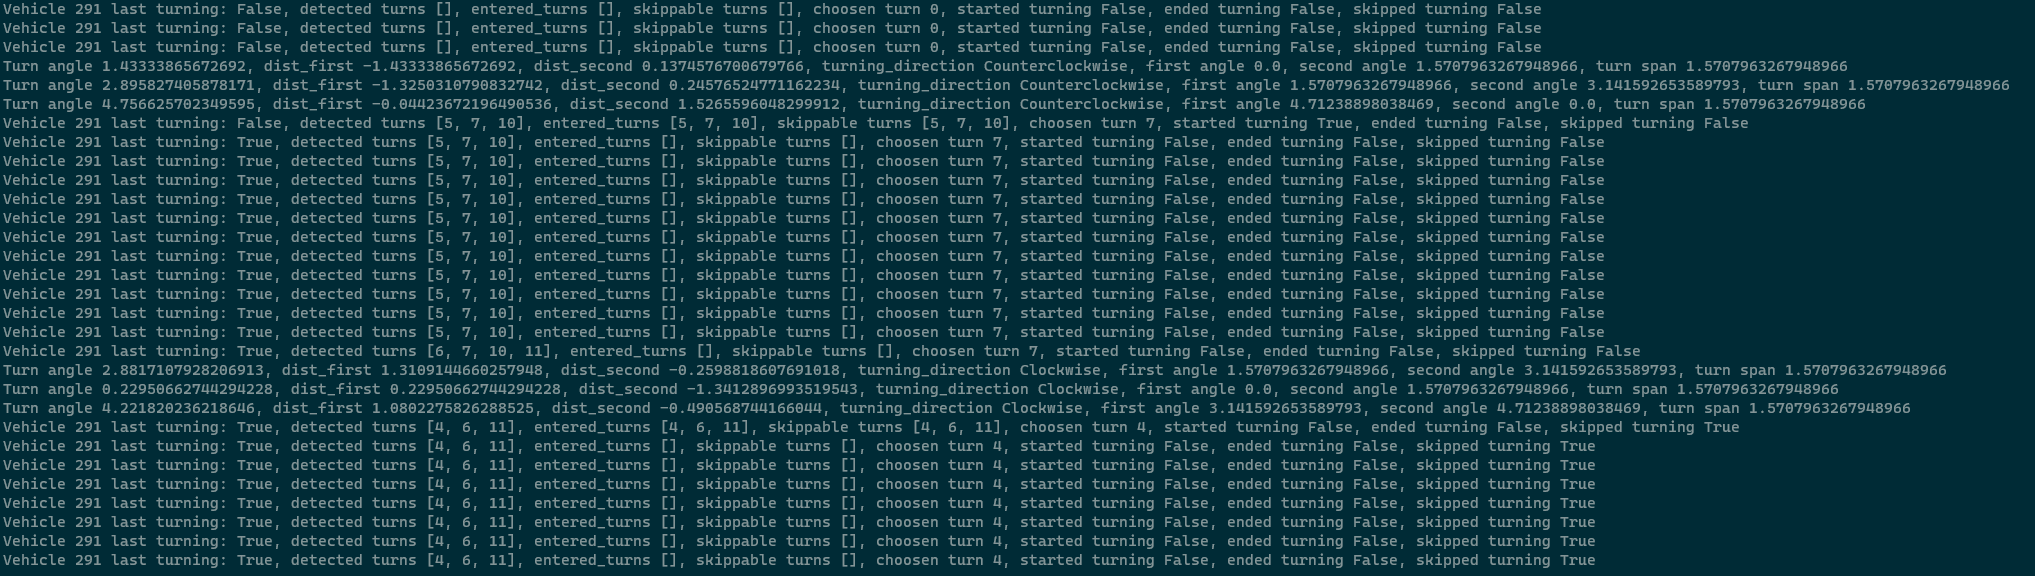 Vehicle 291 last turning: False, detected turns [], entered_turns [], skippable turns [], choosen turn 0, started turning False, ended turning False, skipped turning False
Vehicle 291 last turning: False, detected turns [], entered_turns [], skippable turns [], choosen turn 0, started turning False, ended turning False, skipped turning False
Vehicle 291 last turning: False, detected turns [], entered_turns [], skippable turns [], choosen turn 0, started turning False, ended turning False, skipped turning False
Turn angle 1.43333865672692, dist_first -1.43333865672692, dist_second 0.1374576700679766, turning_direction Counterclockwise, first angle 0.0, second angle 1.5707963267948966, turn span 1.5707963267948966
Turn angle 2.895827405878171, dist_first -1.3250310790832742, dist_second 0.24576524771162234, turning_direction Counterclockwise, first angle 1.5707963267948966, second angle 3.141592653589793, turn span 1.5707963267948966
Turn angle 4.756625702349595, dist_first -0.04423672196490536, dist_second 1.5265596048299912, turning_direction Counterclockwise, first angle 4.71238898038469, second angle 0.0, turn span 1.5707963267948966
Vehicle 291 last turning: False, detected turns [5, 7, 10], entered_turns [5, 7, 10], skippable turns [5, 7, 10], choosen turn 7, started turning True, ended turning False, skipped turning False
Vehicle 291 last turning: True, detected turns [5, 7, 10], entered_turns [], skippable turns [], choosen turn 7, started turning False, ended turning False, skipped turning False
Vehicle 291 last turning: True, detected turns [5, 7, 10], entered_turns [], skippable turns [], choosen turn 7, started turning False, ended turning False, skipped turning False
Vehicle 291 last turning: True, detected turns [5, 7, 10], entered_turns [], skippable turns [], choosen turn 7, started turning False, ended turning False, skipped turning False
Vehicle 291 last turning: True, detected turns [5, 7, 10], entered_turns [], skippable turns [], choosen turn 7, started turning False, ended turning False, skipped turning False
Vehicle 291 last turning: True, detected turns [5, 7, 10], entered_turns [], skippable turns [], choosen turn 7, started turning False, ended turning False, skipped turning False
Vehicle 291 last turning: True, detected turns [5, 7, 10], entered_turns [], skippable turns [], choosen turn 7, started turning False, ended turning False, skipped turning False
Vehicle 291 last turning: True, detected turns [5, 7, 10], entered_turns [], skippable turns [], choosen turn 7, started turning False, ended turning False, skipped turning False
Vehicle 291 last turning: True, detected turns [5, 7, 10], entered_turns [], skippable turns [], choosen turn 7, started turning False, ended turning False, skipped turning False
Vehicle 291 last turning: True, detected turns [5, 7, 10], entered_turns [], skippable turns [], choosen turn 7, started turning False, ended turning False, skipped turning False
Vehicle 291 last turning: True, detected turns [5, 7, 10], entered_turns [], skippable turns [], choosen turn 7, started turning False, ended turning False, skipped turning False
Vehicle 291 last turning: True, detected turns [5, 7, 10], entered_turns [], skippable turns [], choosen turn 7, started turning False, ended turning False, skipped turning False
Vehicle 291 last turning: True, detected turns [6, 7, 10, 11], entered_turns [], skippable turns [], choosen turn 7, started turning False, ended turning False, skipped turning False
Turn angle 2.8817107928206913, dist_first 1.3109144660257948, dist_second -0.2598818607691018, turning_direction Clockwise, first angle 1.5707963267948966, second angle 3.141592653589793, turn span 1.5707963267948966
Turn angle 0.22950662744294228, dist_first 0.22950662744294228, dist_second -1.3412896993519543, turning_direction Clockwise, first angle 0.0, second angle 1.5707963267948966, turn span 1.5707963267948966
Turn angle 4.221820236218646, dist_first 1.0802275826288525, dist_second -0.490568744166044, turning_direction Clockwise, first angle 3.141592653589793, second angle 4.71238898038469, turn span 1.5707963267948966
Vehicle 291 last turning: True, detected turns [4, 6, 11], entered_turns [4, 6, 11], skippable turns [4, 6, 11], choosen turn 4, started turning False, ended turning False, skipped turning True
Vehicle 291 last turning: True, detected turns [4, 6, 11], entered_turns [], skippable turns [], choosen turn 4, started turning False, ended turning False, skipped turning True
Vehicle 291 last turning: True, detected turns [4, 6, 11], entered_turns [], skippable turns [], choosen turn 4, started turning False, ended turning False, skipped turning True
Vehicle 291 last turning: True, detected turns [4, 6, 11], entered_turns [], skippable turns [], choosen turn 4, started turning False, ended turning False, skipped turning True
Vehicle 291 last turning: True, detected turns [4, 6, 11], entered_turns [], skippable turns [], choosen turn 4, started turning False, ended turning False, skipped turning True
Vehicle 291 last turning: True, detected turns [4, 6, 11], entered_turns [], skippable turns [], choosen turn 4, started turning False, ended turning False, skipped turning True
Vehicle 291 last turning: True, detected turns [4, 6, 11], entered_turns [], skippable turns [], choosen turn 4, started turning False, ended turning False, skipped turning True
Vehicle 291 last turning: True, detected turns [4, 6, 11], entered_turns [], skippable turns [], choosen turn 4, started turning False, ended turning False, skipped turning True